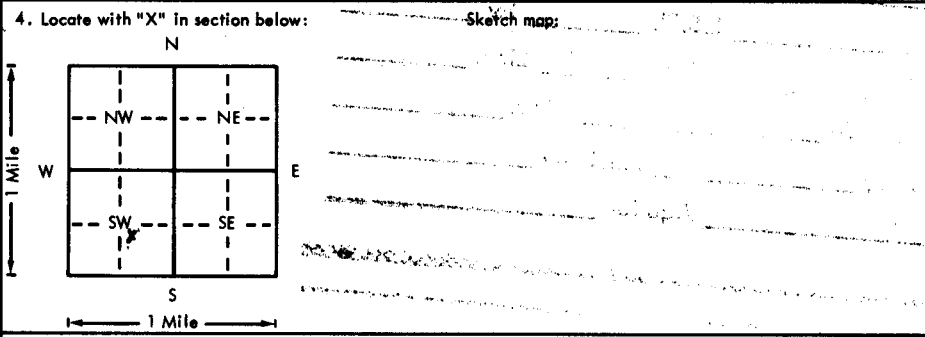 4. Locate with "X" in section below:
Sketch map:
N
NW
NE
W
E
1 Mile
SW
SE
X
S
1 Mile